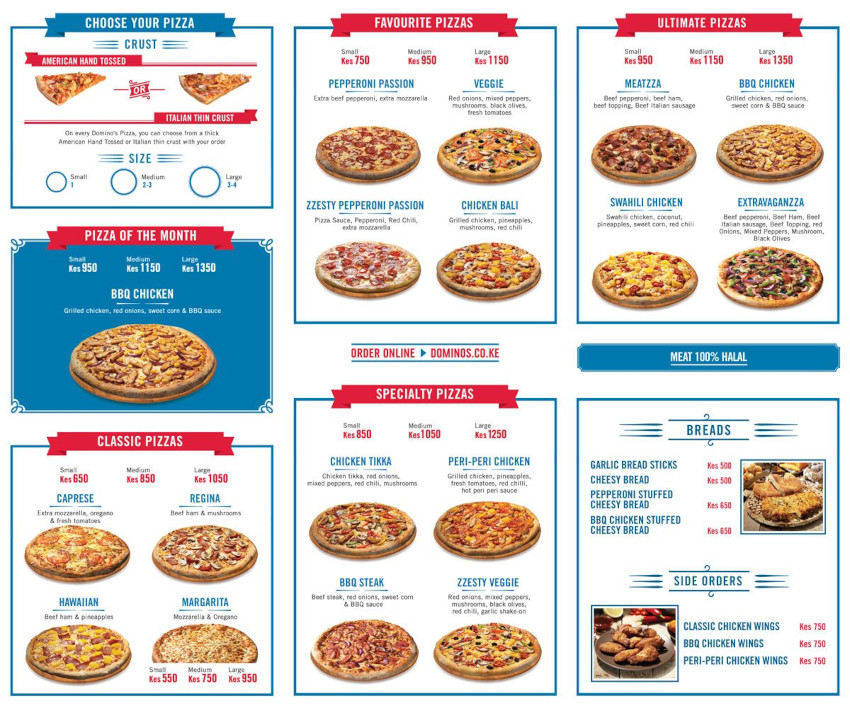 CHOOSE YOUR PIZZA
CRUST
AMERICAN HAND TOSSED
OR
ITALIAN THIN CRUST
On every Domino's Pizza, you can choose from a thick
American Hand Tossed or Italian thin crust with your order
SIZE
Small
1
Medium
2-3
Large
3-4
PIZZA OF THE MONTH
Small Medium Large
Kes 950 Kes 1150 Kes 1350
BBQ CHICKEN
Grilled chicken, red onions, sweet corn & BBQ sauce
CLASSIC PIZZAS
Small Medium Large
Kes 650 Kes 850 Kes 1050
CAPRESE
Extra mozzarella, oregano
& fresh tomatoes
REGINA
Beef ham & mushrooms
HAWAIIAN
Beef ham & pineapples
MARGARITA
Mozzarella & Oregano
Small Medium Large
Kes 550 Kes 750 Kes 950
FAVOURITE PIZZAS
Small Medium Large
Kes 750 Kes 950 Kes 1150
PEPPERONI PASSION
Extra beef pepperoni, extra mozzarella
VEGGIE
Red onions, mixed peppers,
mushrooms, black olives,
fresh tomatoes
ZZESTY PEPPERONI PASSION
Pizza Sauce, Pepperoni, Red Chili,
extra mozzarella
CHICKEN BALI
Grilled chicken, pineapples,
mushrooms, red chili
ORDER ONLINE ▶ DOMINOS.CO.KE
SPECIALTY PIZZAS
Small Medium Large
Kes 850 Kes 1050 Kes 1250
CHICKEN TIKKA
Chicken tikka, red onions,
mixed peppers, red chili, mushrooms
PERI-PERI CHICKEN
Grilled chicken, pineapples,
fresh tomatoes, red chilli,
hot peri peri sauce
BBQ STEAK
Beef steak, red onions, sweet corn
& BBQ sauce
ZZESTY VEGGIE
Red onions, mixed peppers,
mushrooms, black olives,
red chili, garlic shake-on
ULTIMATE PIZZAS
Small Medium Large
Kes 950 Kes 1150 Kes 1350
MEATZZA
Beef pepperoni, beef ham,
beef topping, Beef Italian sausage
BBQ CHICKEN
Grilled chicken, red onions,
sweet corn & BBQ sauce
SWAHILI CHICKEN
Swahili chicken, coconut,
pineapples, sweet corn, red chili
EXTRAVAGANZZA
Beef pepperoni, Beef Ham, Beef
Italian sausage, Beef Topping, red
Onions, Mixed Peppers, Mushroom,
Black Olives
MEAT 100% HALAL
BREADS
GARLIC BREAD STICKS Kes 500
CHEESY BREAD Kes 500
PEPPERONI STUFFED
CHEESY BREAD Kes 650
BBQ CHICKEN STUFFED
CHEESY BREAD Kes 650
SIDE ORDERS
CLASSIC CHICKEN WINGS Kes 750
BBQ CHICKEN WINGS Kes 750
PERI-PERI CHICKEN WINGS Kes 750